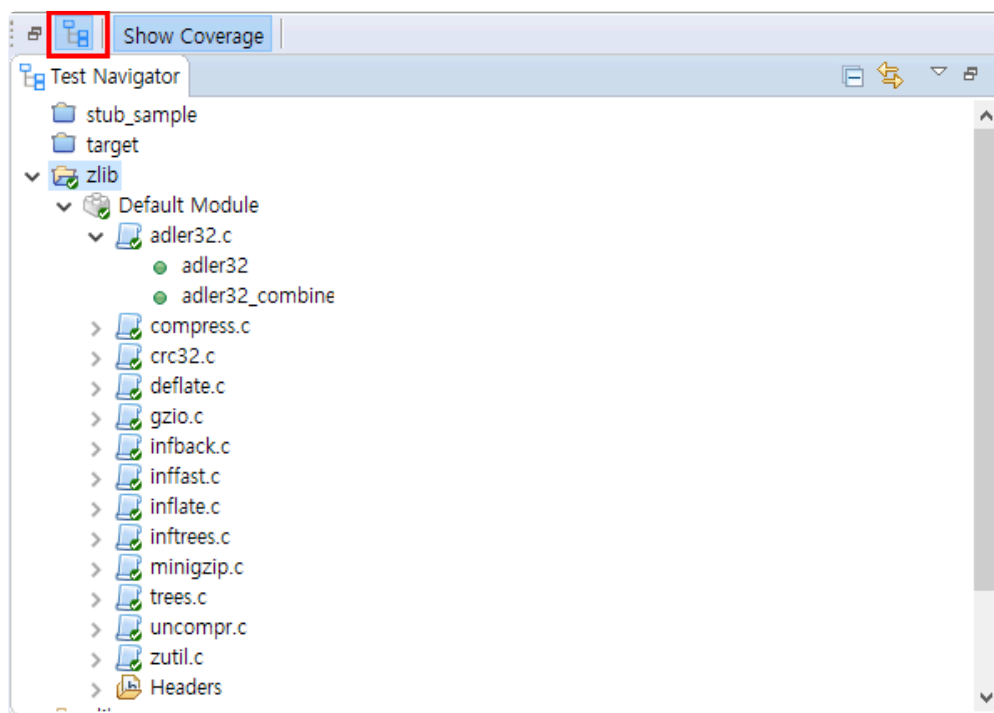 Show Coverage
Test Navigator
stub_sample
target
zlib
Default Module
adler32.c
adler32
adler32_combine
compress.c
crc32.c
deflate.c
gzio.c
infback.c
inffast.c
inflate.c
inftrees.c
minigzip.c
trees.c
uncompr.c
zutil.c
Headers